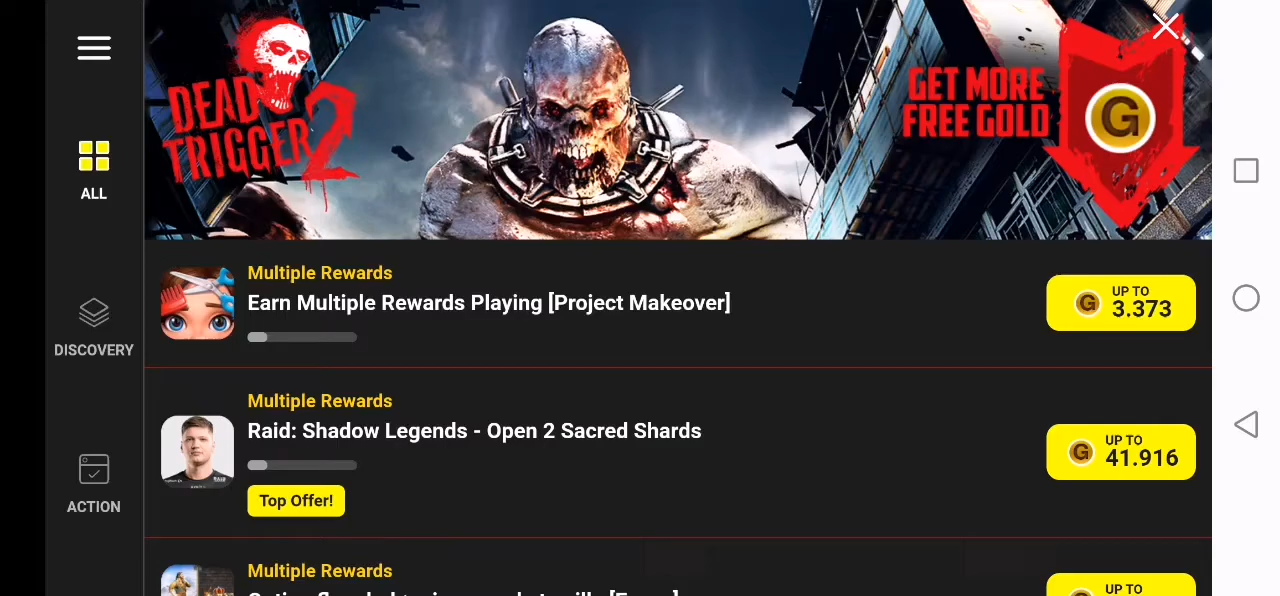 DEAD
TRIGGER 2
GET MORE
FREE GOLD
G
ALL
DISCOVERY
ACTION
Multiple Rewards
Earn Multiple Rewards Playing [Project Makeover]
G
UP TO
3.373
Multiple Rewards
Raid: Shadow Legends - Open 2 Sacred Shards
Top Offer!
G
UP TO
41.916
Multiple Rewards
UP TO